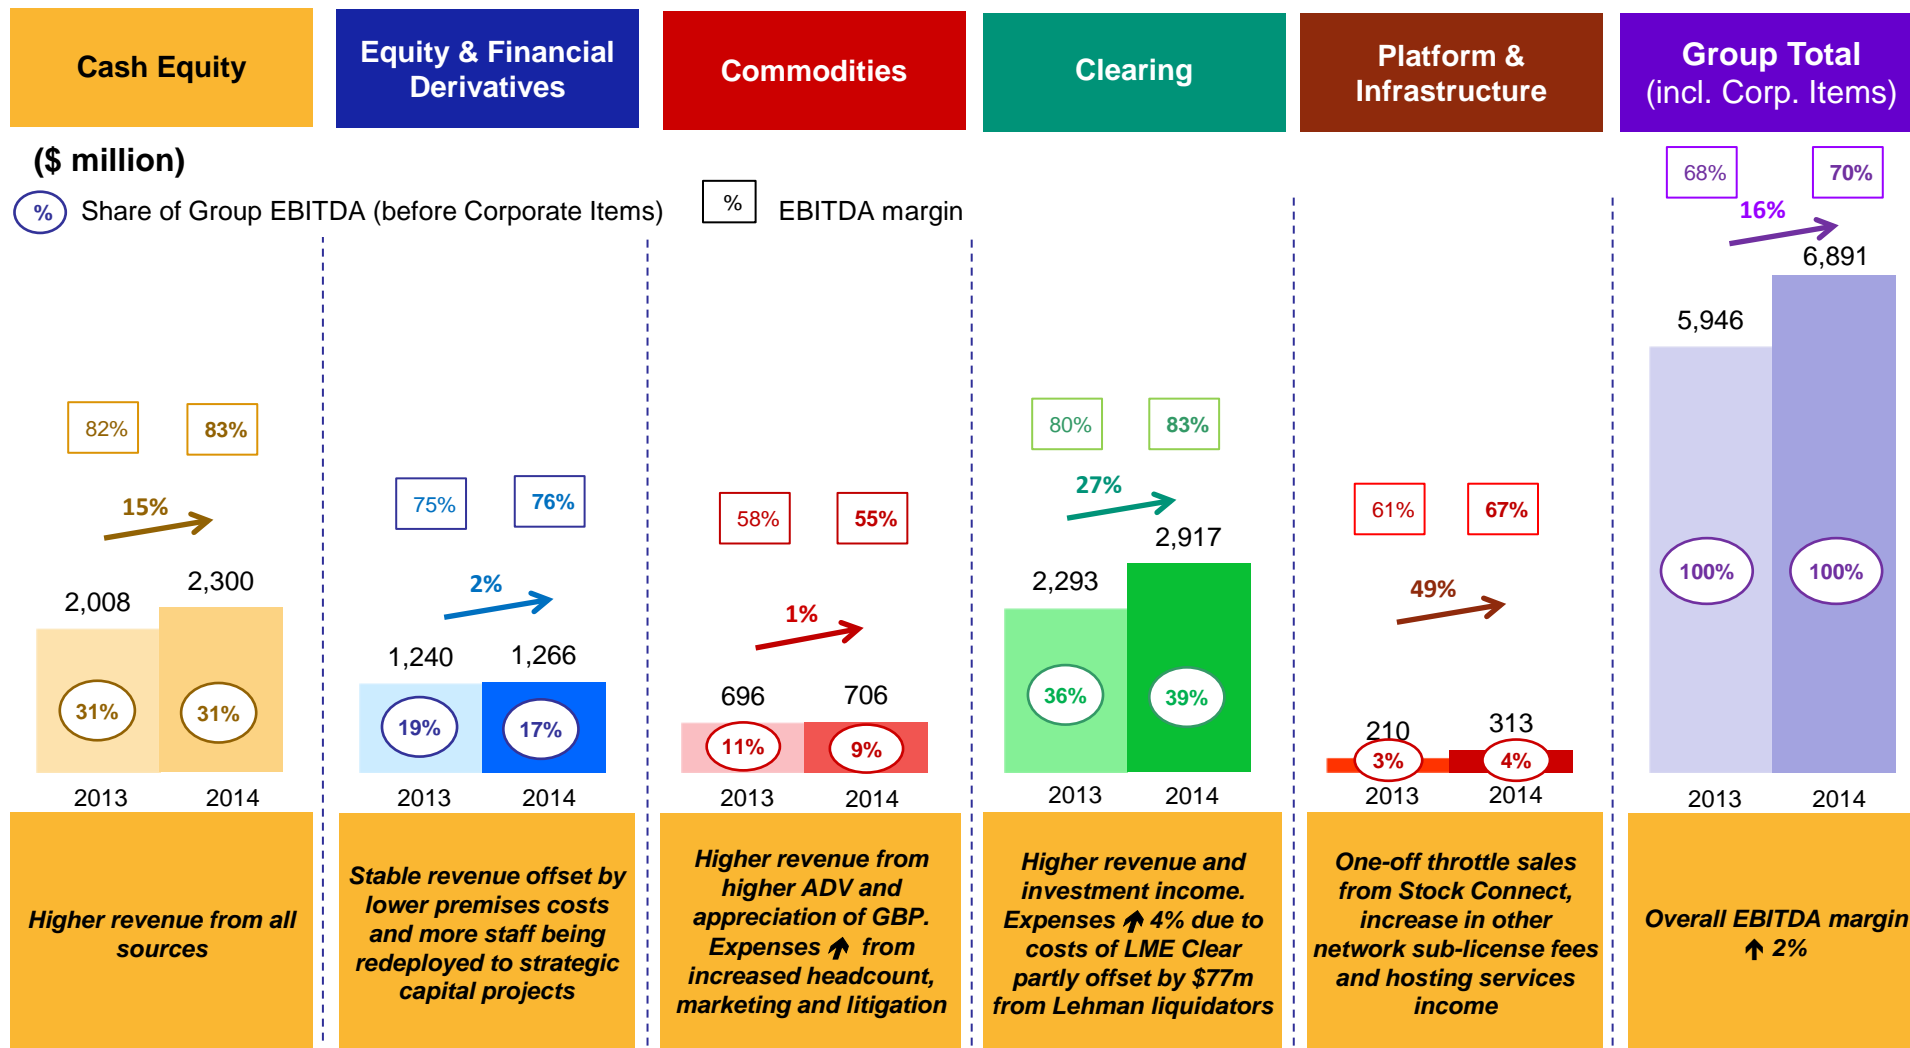 Cash Equity
Equity & Financial
Derivatives
Commodities
Clearing
Platform &
Infrastructure
Group Total
(incl. Corp. Items)
($ million)
% Share of Group EBITDA (before Corporate Items)
% EBITDA margin
82% 83%
15%
2,008 2,300
31% 31%
2013 2014
75% 76%
2%
1,240 1,266
19% 17%
2013 2014
58% 55%
1%
696 706
11% 9%
2013 2014
80% 83%
27%
2,293 2,917
36% 39%
2013 2014
61% 67%
49%
210 313
3% 4%
2013 2014
68% 70%
16%
5,946 6,891
100% 100%
2013 2014
Higher revenue from all
sources
Stable revenue offset by
lower premises costs
and more staff being
redeployed to strategic
capital projects
Higher revenue from
higher ADV and
appreciation of GBP.
Expenses ↑ from
increased headcount,
marketing and litigation
Higher revenue and
investment income.
Expenses ↑ 4% due to
costs of LME Clear
partly offset by $77m
from Lehman liquidators
One-off throttle sales
from Stock Connect,
increase in other
network sub-license fees
and hosting services
income
Overall EBITDA margin
↑ 2%